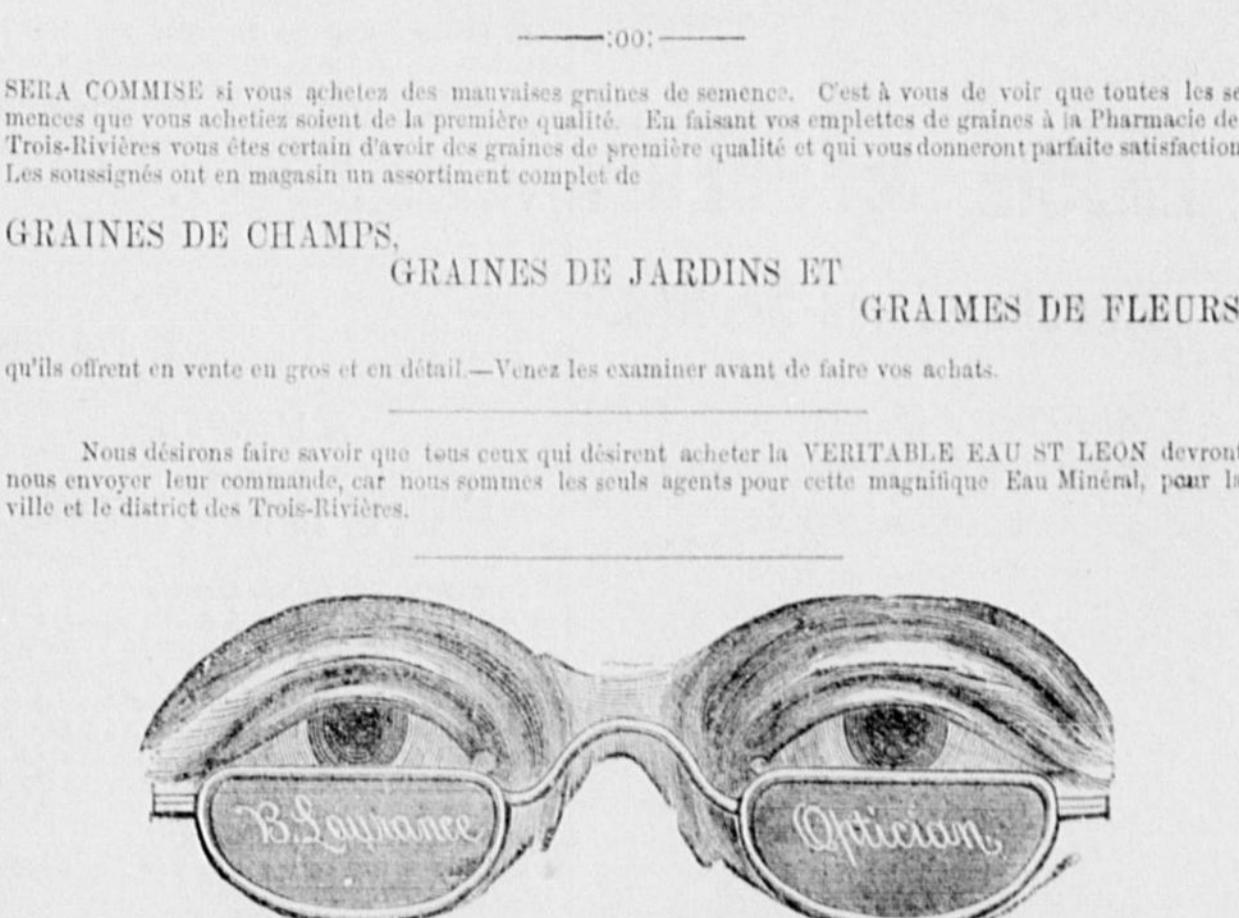 :oo:
SERA COMMISE si vous achetez des mauvaises graines de semence. C'est à vous de voir que toutes les se
mences que vous achetiez soient de la première qualité. En faisant vos emplettes de graines à la Pharmacie de
Trois-Rivières vous êtes certain d'avoir des graines de première qualité et qui vous donneront parfaite satisfaction
Les soussignés ont en magasin un assortiment complet de
GRAINES DE CHAMPS,
GRAINES DE JARDINS ET
GRAIMES DE FLEURS
qu'ils offrent en vente en gros et en détail.—Venez les examiner avant de faire vos achats.
Nous désirons faire savoir que tous ceux qui désirent acheter la VERITABLE EAU ST LEON devront
nous envoyer leur commande, car nous sommes les seuls agents pour cette magnifique Eau Minéral, pour la
ville et le district des Trois-Rivières.
B. Laurance Optician